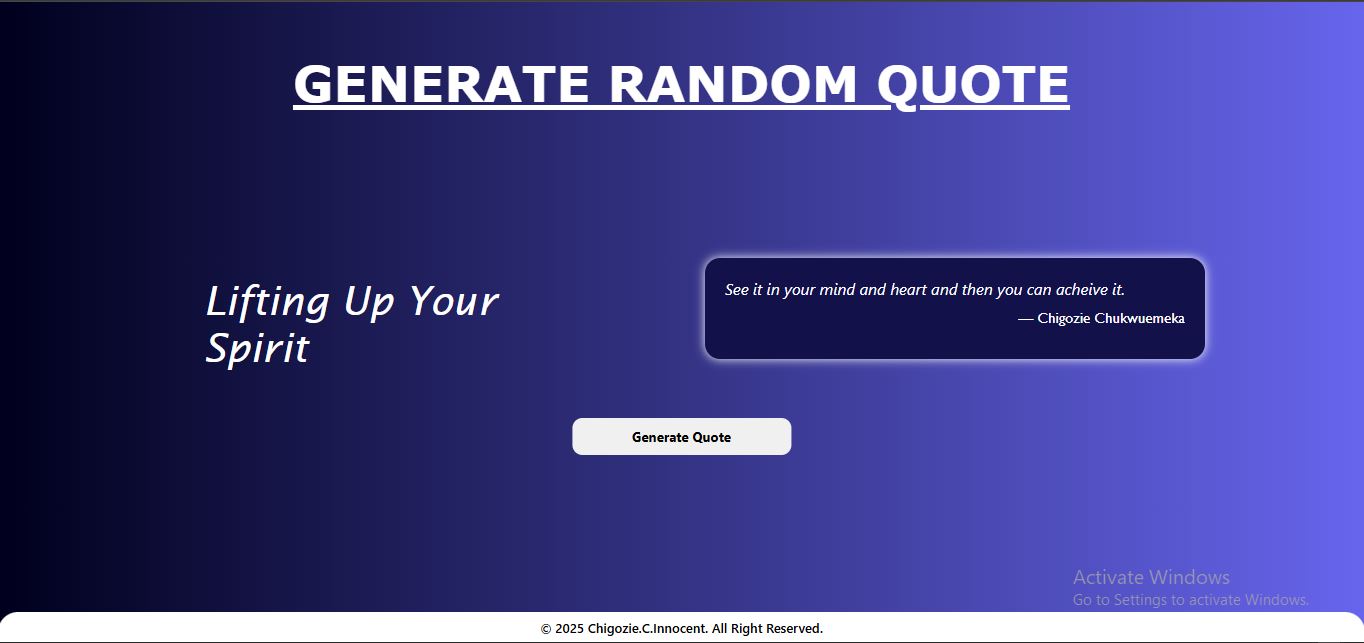 GENERATE RANDOM QUOTE
Lifting Up Your
Spirit
See it in your mind and heart and then you can acheive it.
— Chigozie Chukwuemeka
Generate Quote
Activate Windows
Go to Settings to activate Windows.
© 2025 Chigozie.C.Innocent. All Right Reserved.